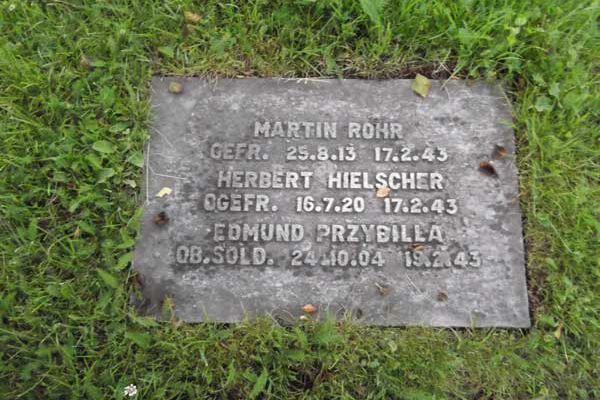 MARTIN ROHR
GEFR. 25.8.13 17.2.43
HERBERT HIELSCHER
OGEFR. 16.7.20 17.2.43
EDMUND PRZYBILLA
OB.SOLD. 24.10.04 19.2.43